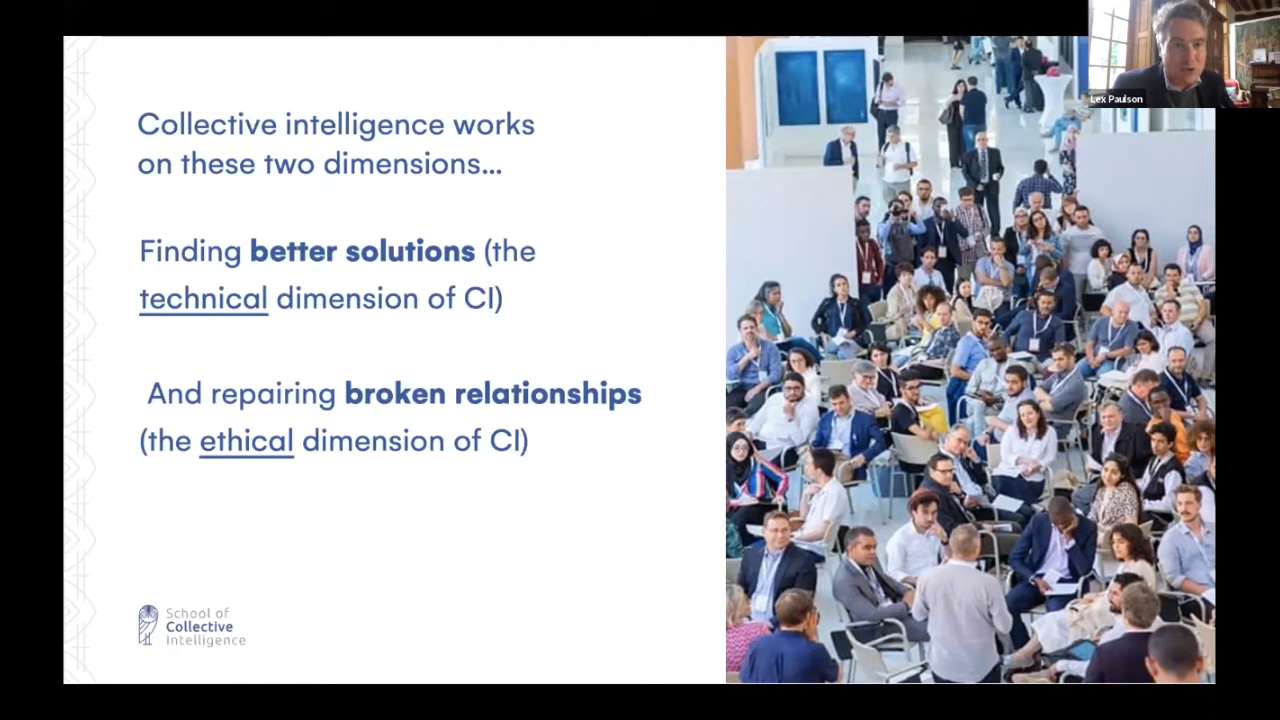 Lex Paulson
Collective intelligence works
on these two dimensions...
Finding better solutions (the
technical dimension of CI)
And repairing broken relationships
(the ethical dimension of CI)
School of
Collective
Intelligence